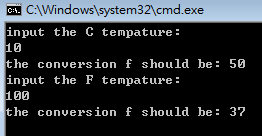 C:\Windows\system32\cmd.exe
input the C tempature:
10
the conversion f should be: 50
input the F tempature:
100
the conversion f should be: 37